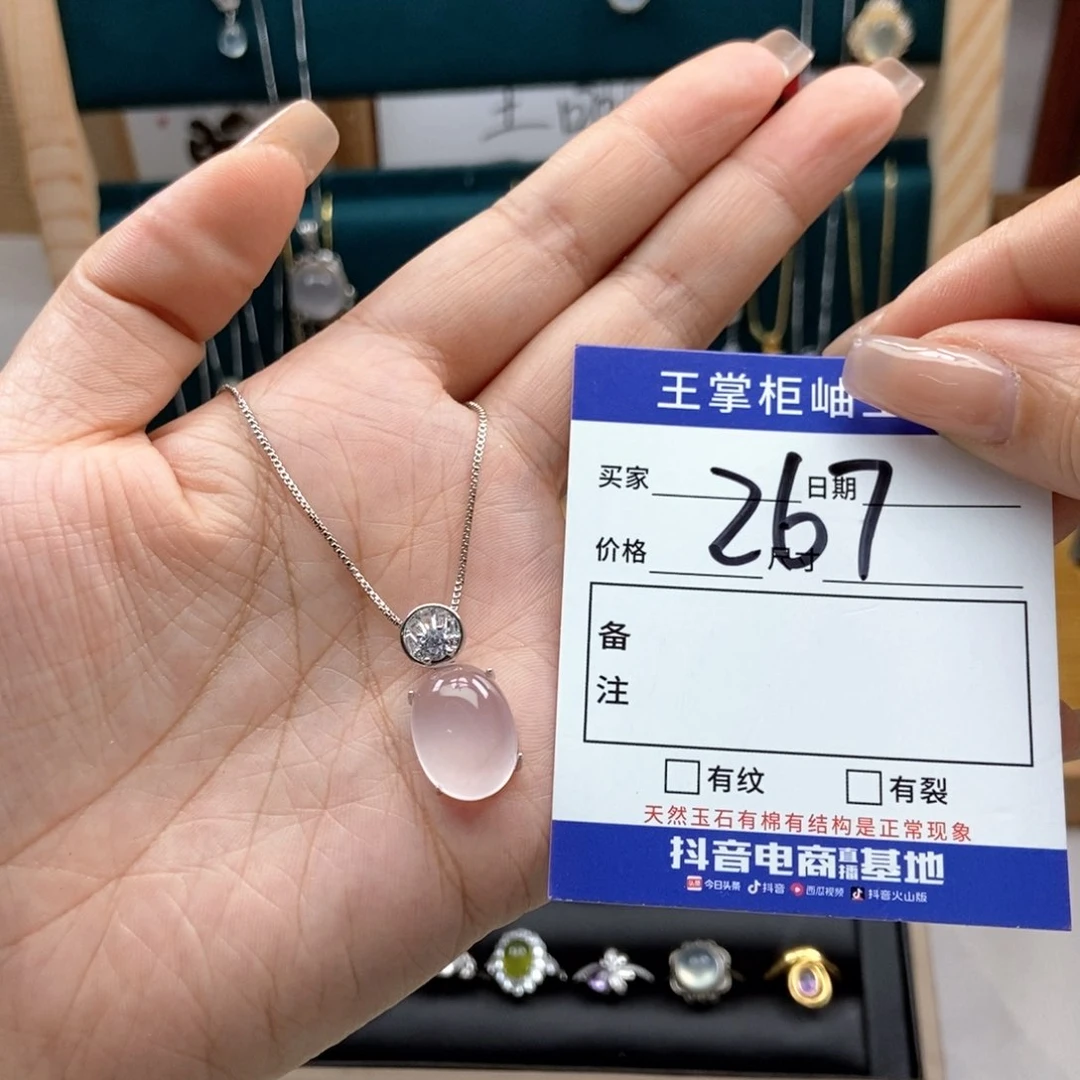 王掌柜岫
买家 日期
267
价格 尺寸
备
注
有纹 有裂
天然玉石有棉有结构是正常现象
抖音电商直播基地
头条 今日头条 抖音 西瓜视频 抖音火山版